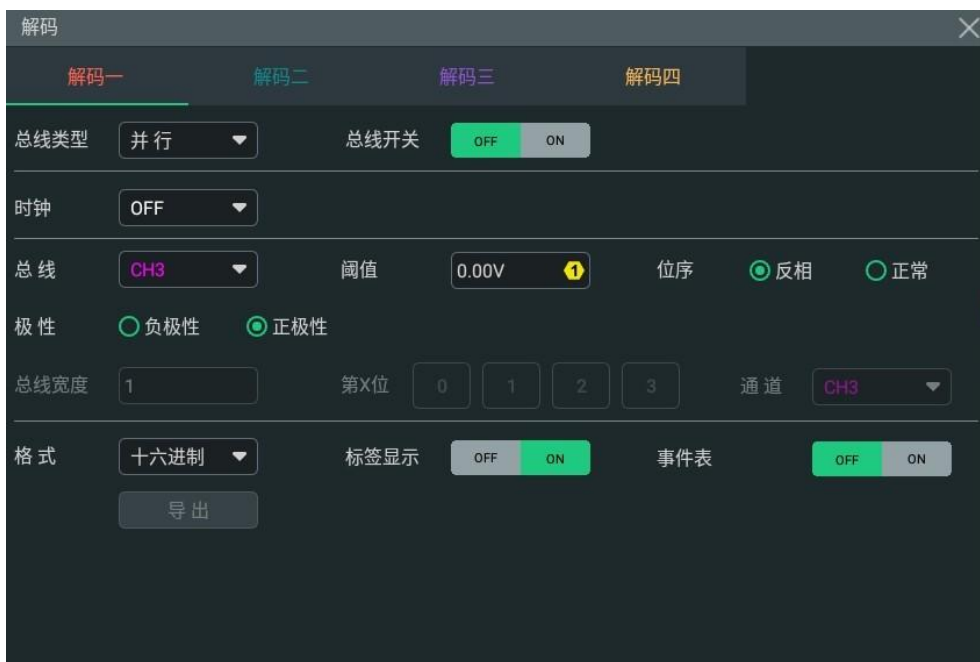 解码
解码一 解码二 解码三 解码四
总线类型 并行 总线开关 OFF ON
时钟 OFF
总线 CH3 阈值 0.00V 1 位序 反相 正常
极性 负极性 正极性
总线宽度 1 第X位 0 1 2 3 通道 CH3
格式 十六进制 标签显示 OFF ON 事件表 OFF ON
导出